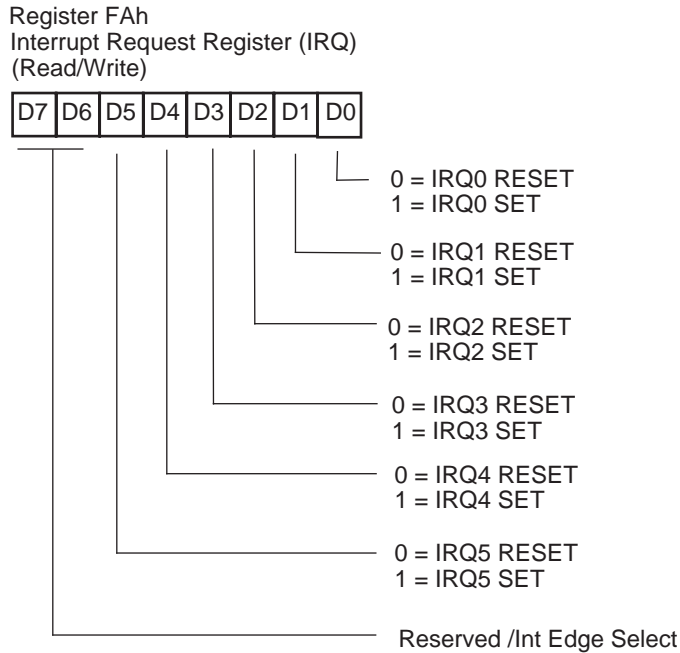 Register FAh
Interrupt Request Register (IRQ)
(Read/Write)
D7 D6 D5 D4 D3 D2 D1 D0
0 = IRQ0 RESET
1 = IRQ0 SET
0 = IRQ1 RESET
1 = IRQ1 SET
0 = IRQ2 RESET
1 = IRQ2 SET
0 = IRQ3 RESET
1 = IRQ3 SET
0 = IRQ4 RESET
1 = IRQ4 SET
0 = IRQ5 RESET
1 = IRQ5 SET
Reserved /Int Edge Select